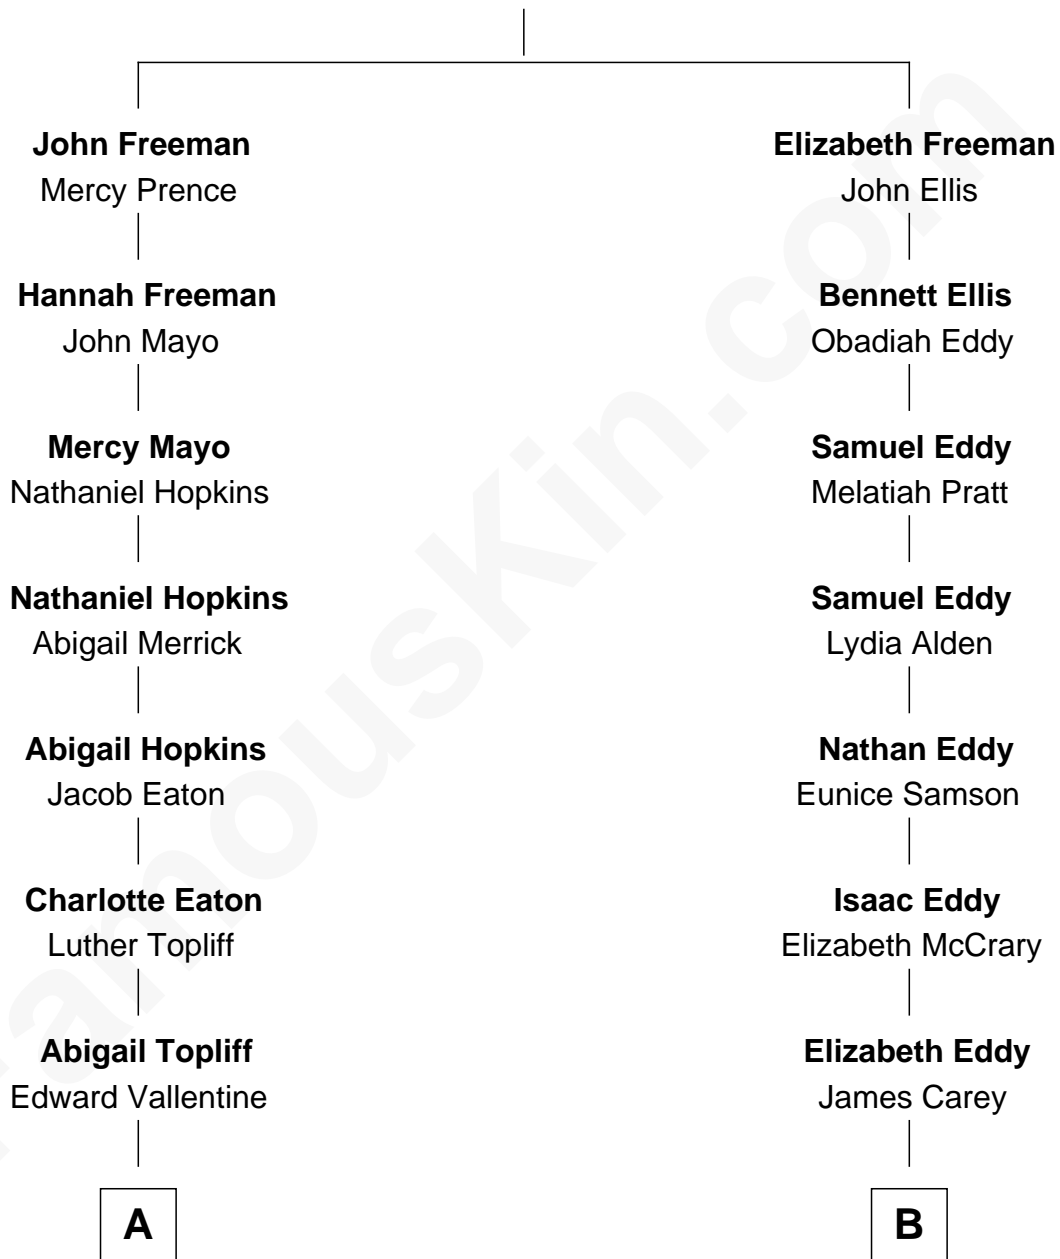 John Freeman
Mercy Prence
Hannah Freeman
John Mayo
Mercy Mayo
Nathaniel Hopkins
Nathaniel Hopkins
Abigail Merrick
Abigail Hopkins
Jacob Eaton
Charlotte Eaton
Luther Topliff
Abigail Topliff
Edward Vallentine
A
Elizabeth Freeman
John Ellis
Bennett Ellis
Obadiah Eddy
Samuel Eddy
Melatiah Pratt
Samuel Eddy
Lydia Alden
Nathan Eddy
Eunice Samson
Isaac Eddy
Elizabeth McCrary
Elizabeth Eddy
James Carey
B
FamousKin.com